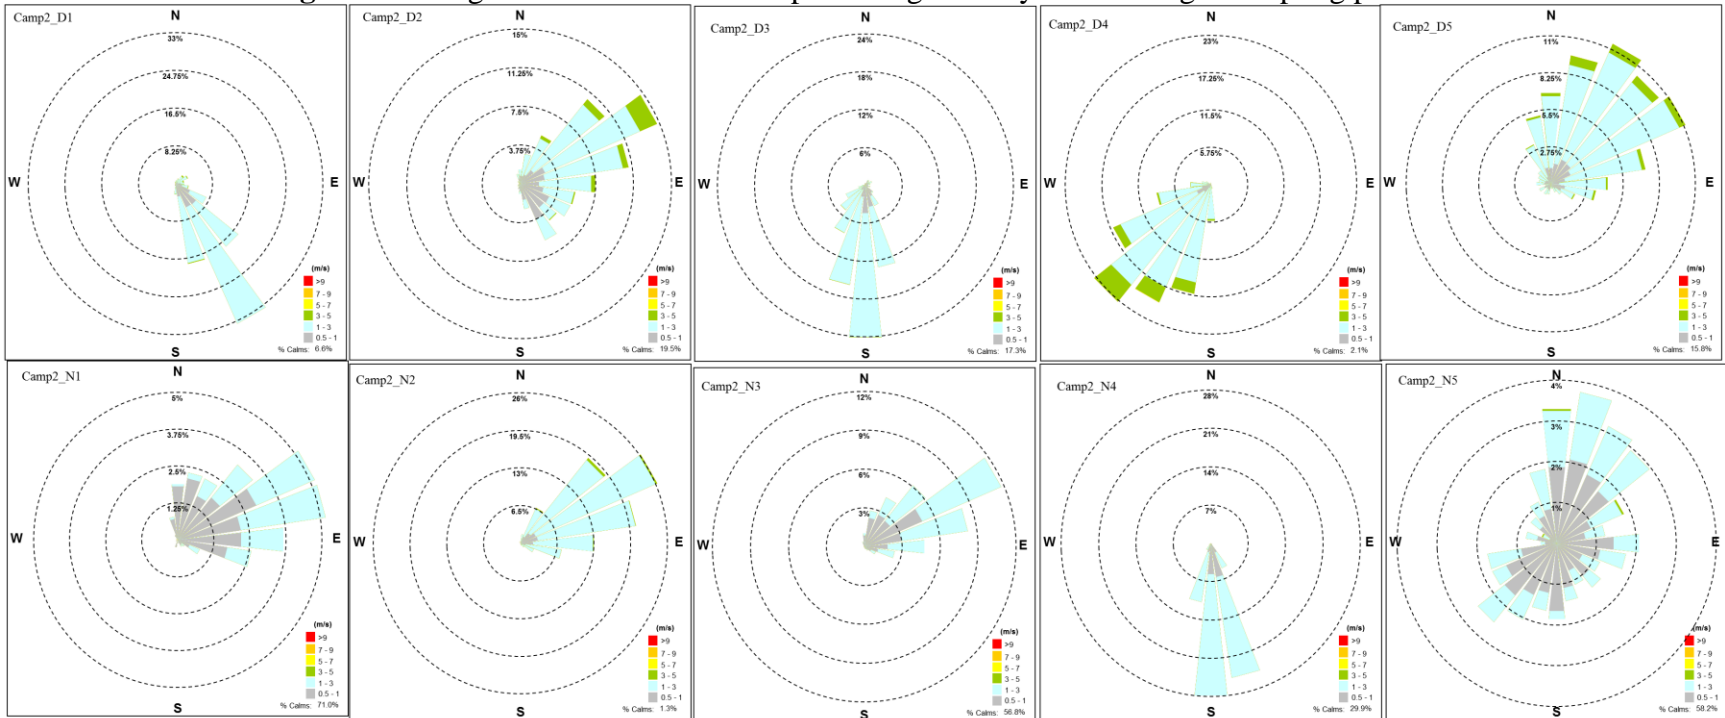 Camp2_D1
N
33%
24.75%
16.5%
8.25%
W
E
S
(m/s)
>9
7 - 9
5 - 7
3 - 5
1 - 3
0.5 - 1
% Calms: 6.6%
Camp2_D2
N
15%
11.25%
7.5%
3.75%
W
E
S
(m/s)
>9
7 - 9
5 - 7
3 - 5
1 - 3
0.5 - 1
% Calms: 19.5%
Camp2_D3
N
24%
18%
12%
6%
W
E
S
(m/s)
>9
7 - 9
5 - 7
3 - 5
1 - 3
0.5 - 1
% Calms: 17.3%
Camp2_D4
N
23%
17.25%
11.5%
5.75%
W
E
S
(m/s)
>9
7 - 9
5 - 7
3 - 5
1 - 3
0.5 - 1
% Calms: 2.1%
Camp2_D5
N
11%
8.25%
5.5%
2.75%
W
E
S
(m/s)
>9
7 - 9
5 - 7
3 - 5
1 - 3
0.5 - 1
% Calms: 15.8%
Camp2_N1
N
5%
3.75%
2.5%
1.25%
W
E
S
(m/s)
>9
7 - 9
5 - 7
3 - 5
1 - 3
0.5 - 1
% Calms: 71.0%
Camp2_N2
N
26%
19.5%
13%
6.5%
W
E
S
(m/s)
>9
7 - 9
5 - 7
3 - 5
1 - 3
0.5 - 1
% Calms: 1.3%
Camp2_N3
N
12%
9%
6%
3%
W
E
S
(m/s)
>9
7 - 9
5 - 7
3 - 5
1 - 3
0.5 - 1
% Calms: 56.8%
Camp2_N4
N
28%
21%
14%
7%
W
E
S
(m/s)
>9
7 - 9
5 - 7
3 - 5
1 - 3
0.5 - 1
% Calms: 29.9%
Camp2_N5
N
4%
3%
2%
1%
W
E
S
(m/s)
>9
7 - 9
5 - 7
3 - 5
1 - 3
0.5 - 1
% Calms: 58.2%